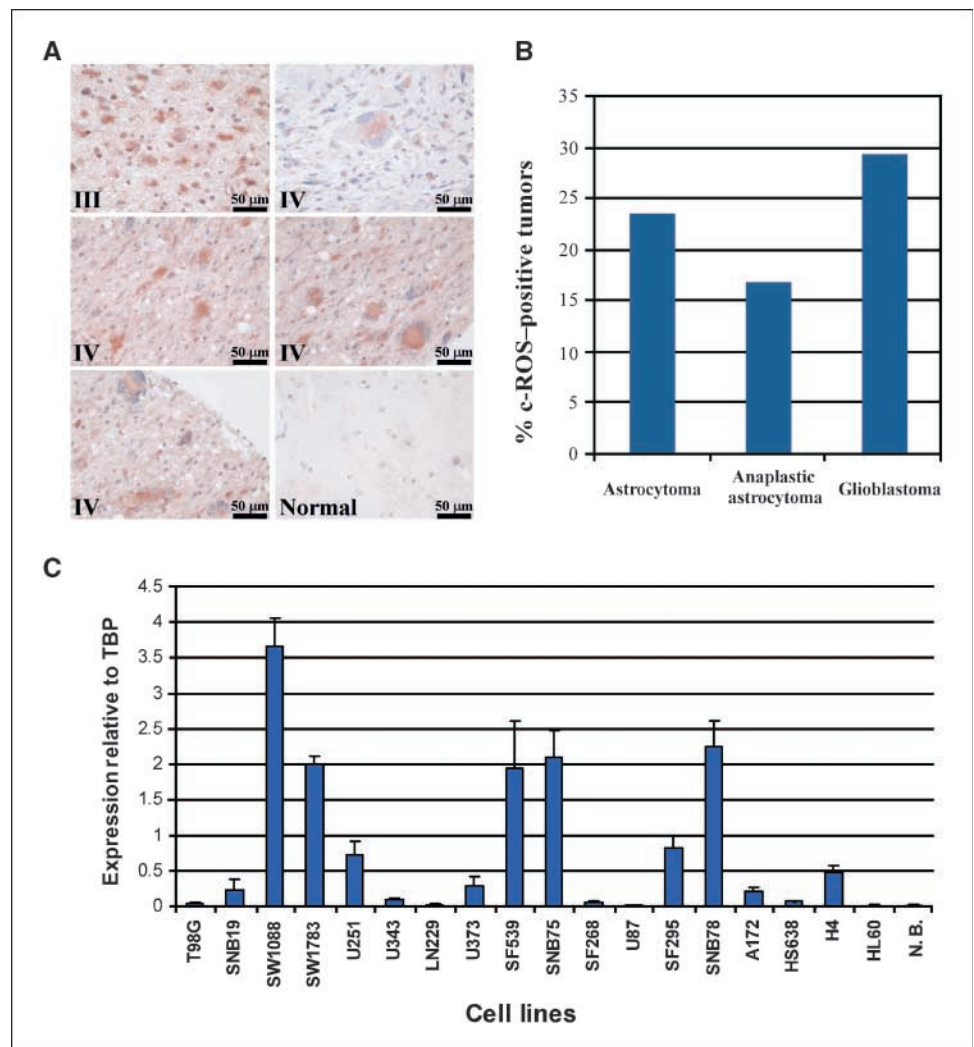 A
III
50 µm
IV
50 µm
IV
50 µm
IV
50 µm
IV
50 µm
Normal
50 µm
B
% c-ROS–positive tumors
35
30
25
20
15
10
5
0
Astrocytoma
Anaplastic
astrocytoma
Glioblastoma
C
Expression relative to TBP
4.5
4
3.5
3
2.5
2
1.5
1
0.5
0
T98G
SNB19
SW1088
SW1783
U251
U343
LN229
U373
SF539
SNB75
SF268
U87
SF295
SNB78
A172
HS638
H4
HL60
N. B.
Cell lines